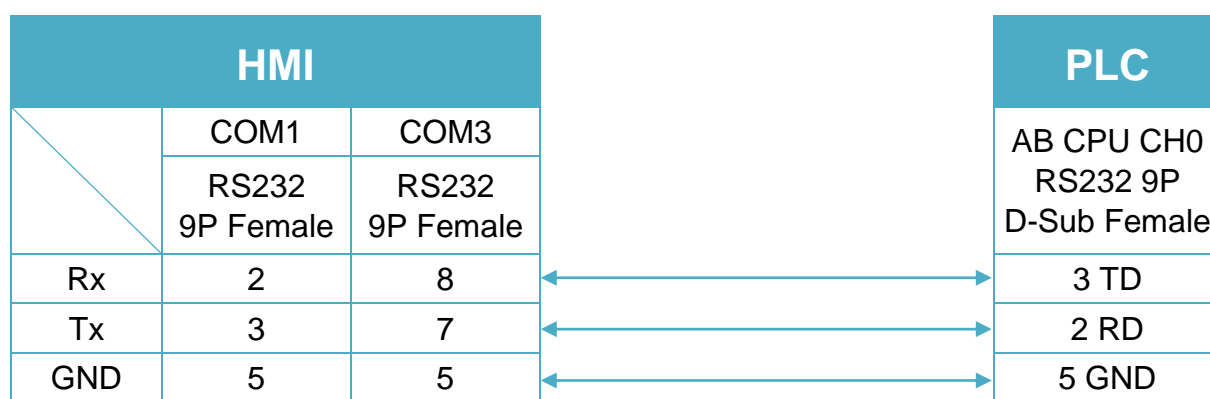 HMI PLC
COM1 COM3
RS232 9P Female RS232 9P Female
AB CPU CH0
RS232 9P
D-Sub Female
Rx 2 8 3 TD
Tx 3 7 2 RD
GND 5 5 5 GND